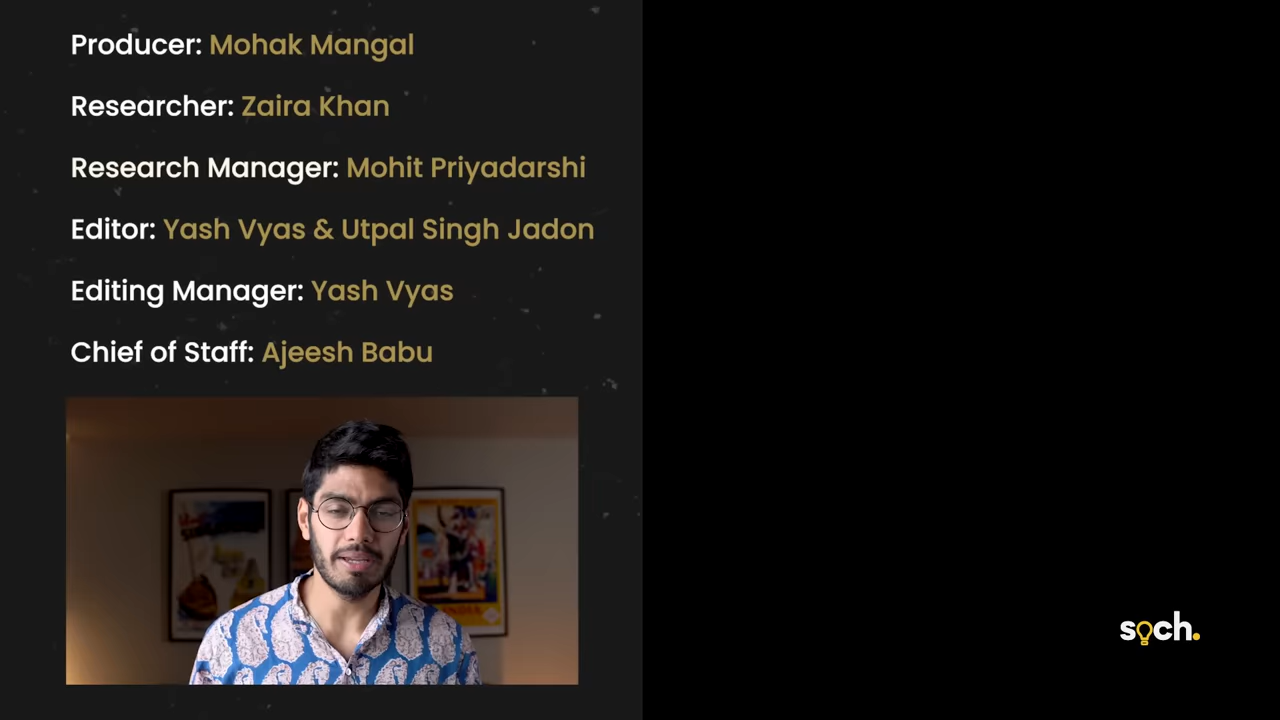 Producer: Mohak Mangal
Researcher: Zaira Khan
Research Manager: Mohit Priyadarshi
Editor: Yash Vyas & Utpal Singh Jadon
Editing Manager: Yash Vyas
Chief of Staff: Ajeesh Babu
soch.